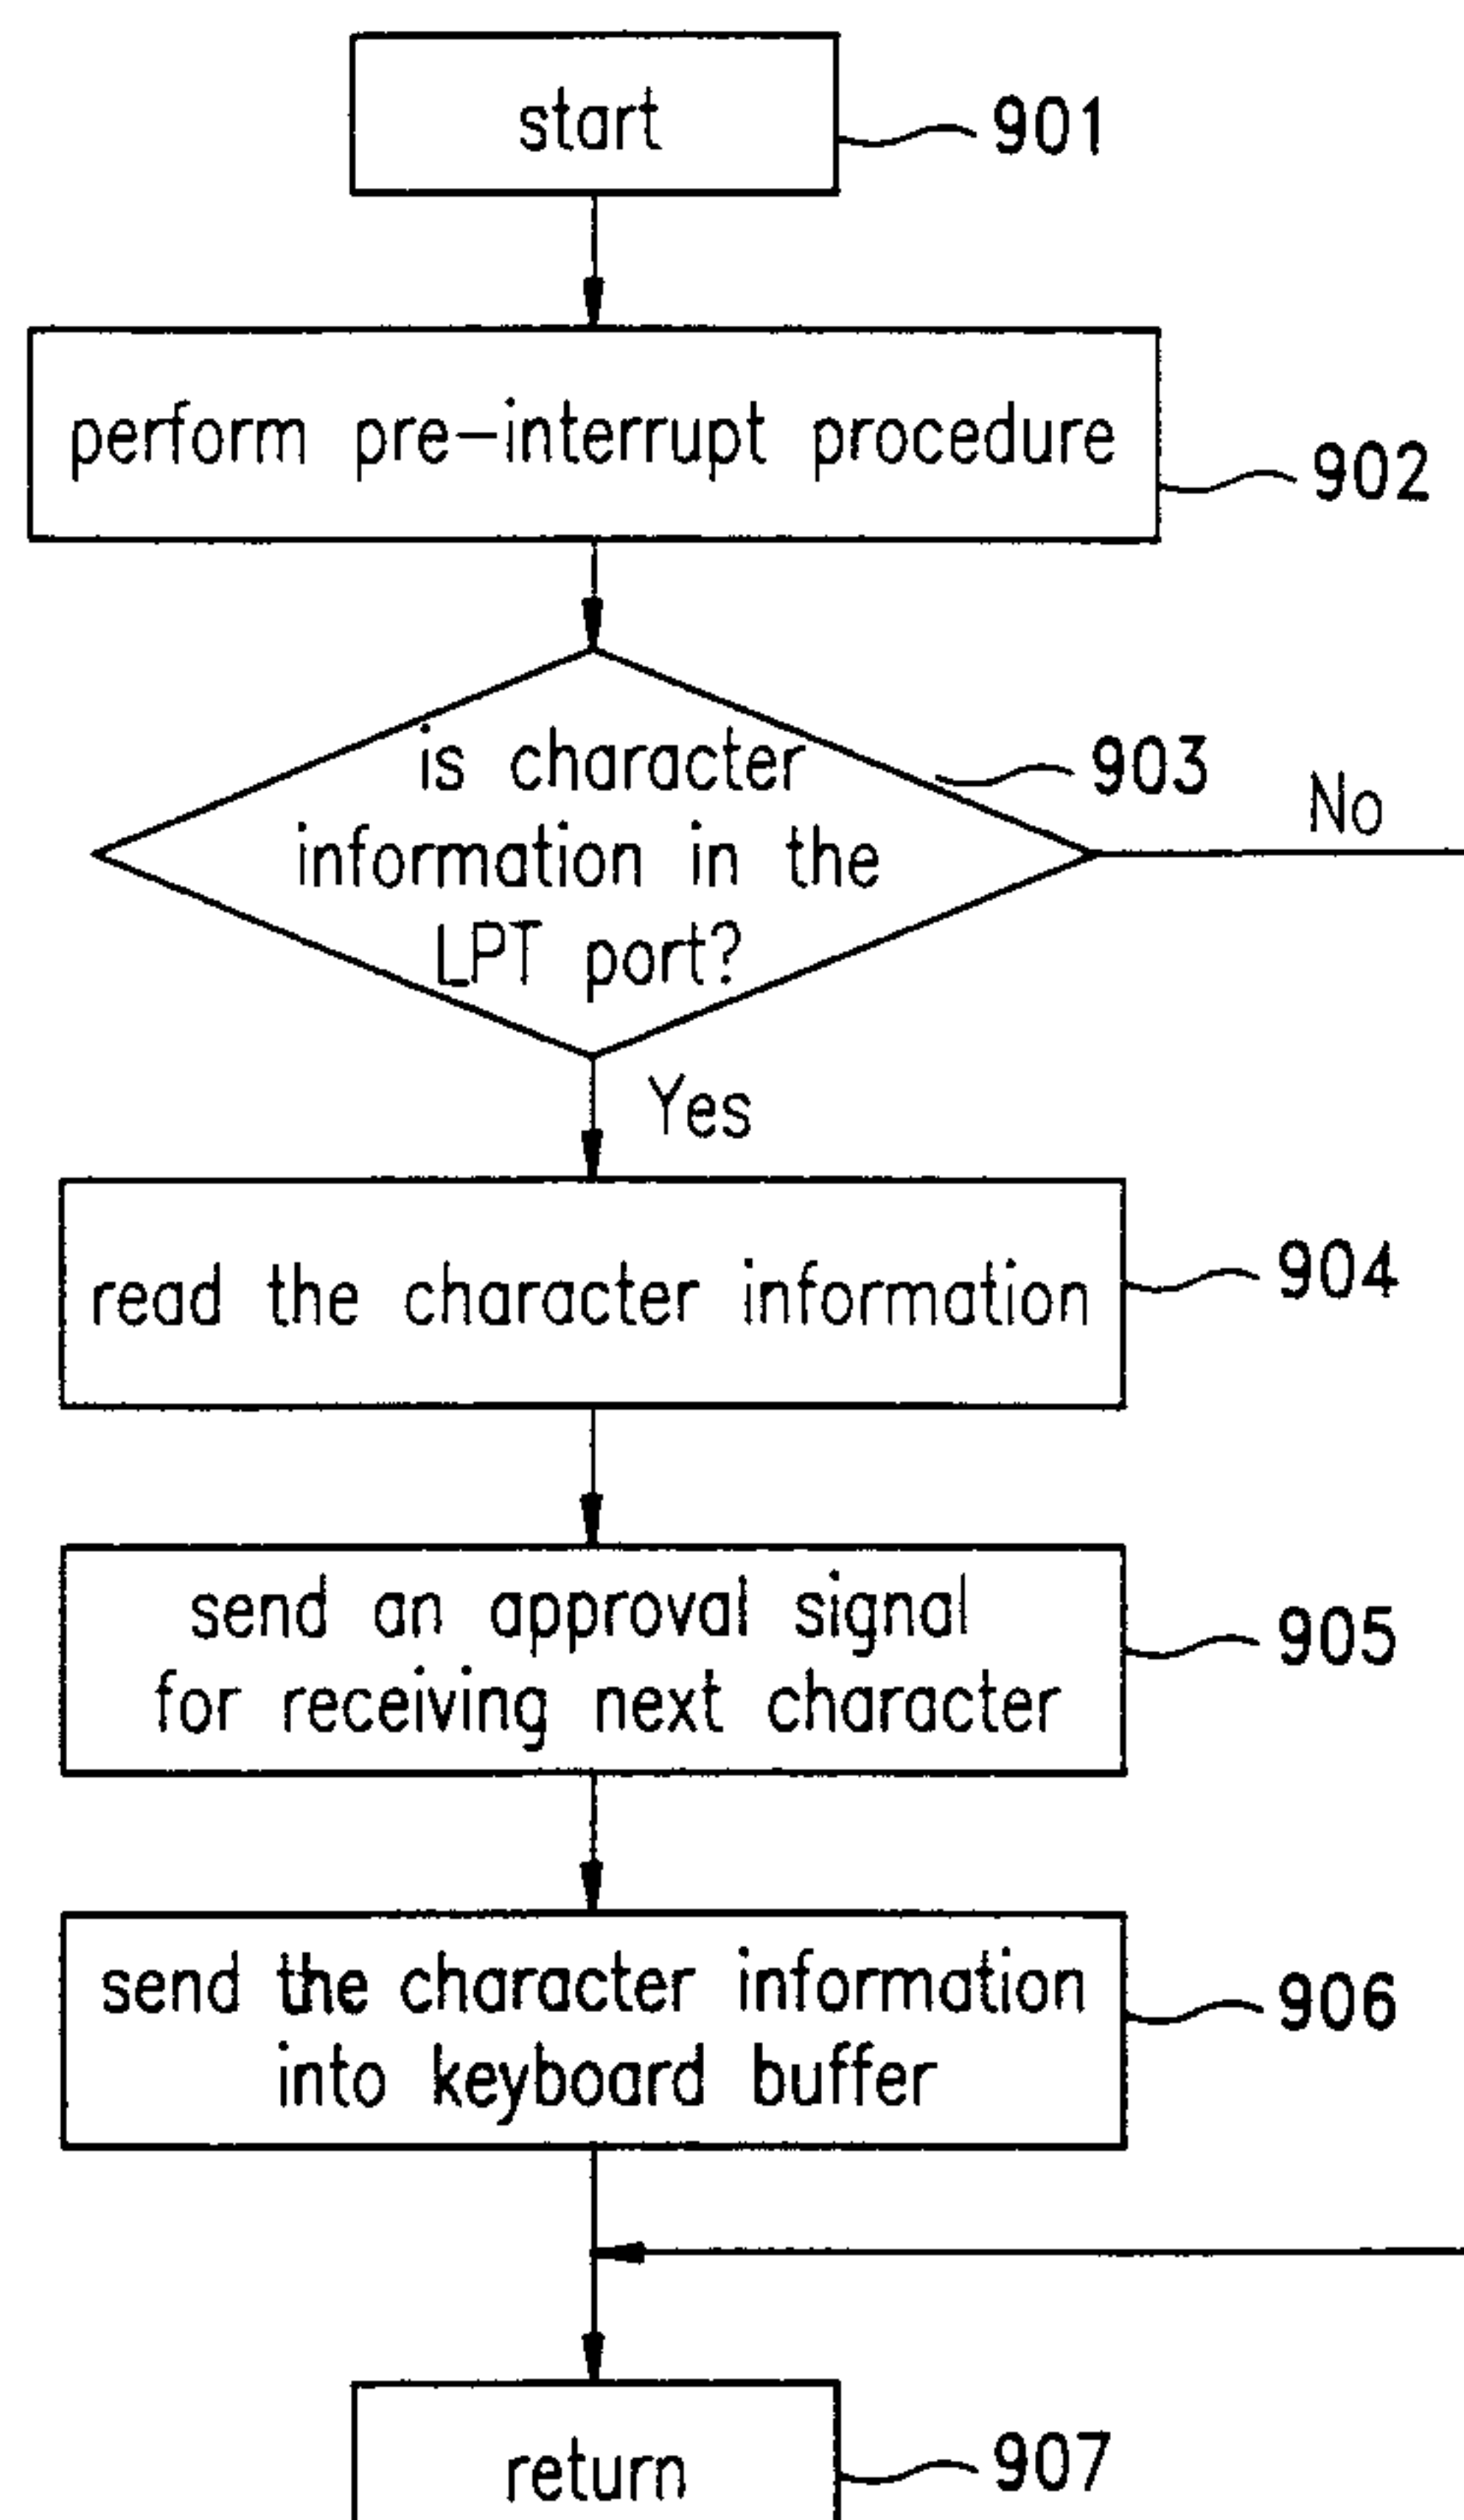 start
901
perform pre-interrupt procedure
902
is character
information in the
LPT port?
903
No
Yes
read the character information
904
send an approval signal
for receiving next character
905
send the character information
into keyboard buffer
906
return
907